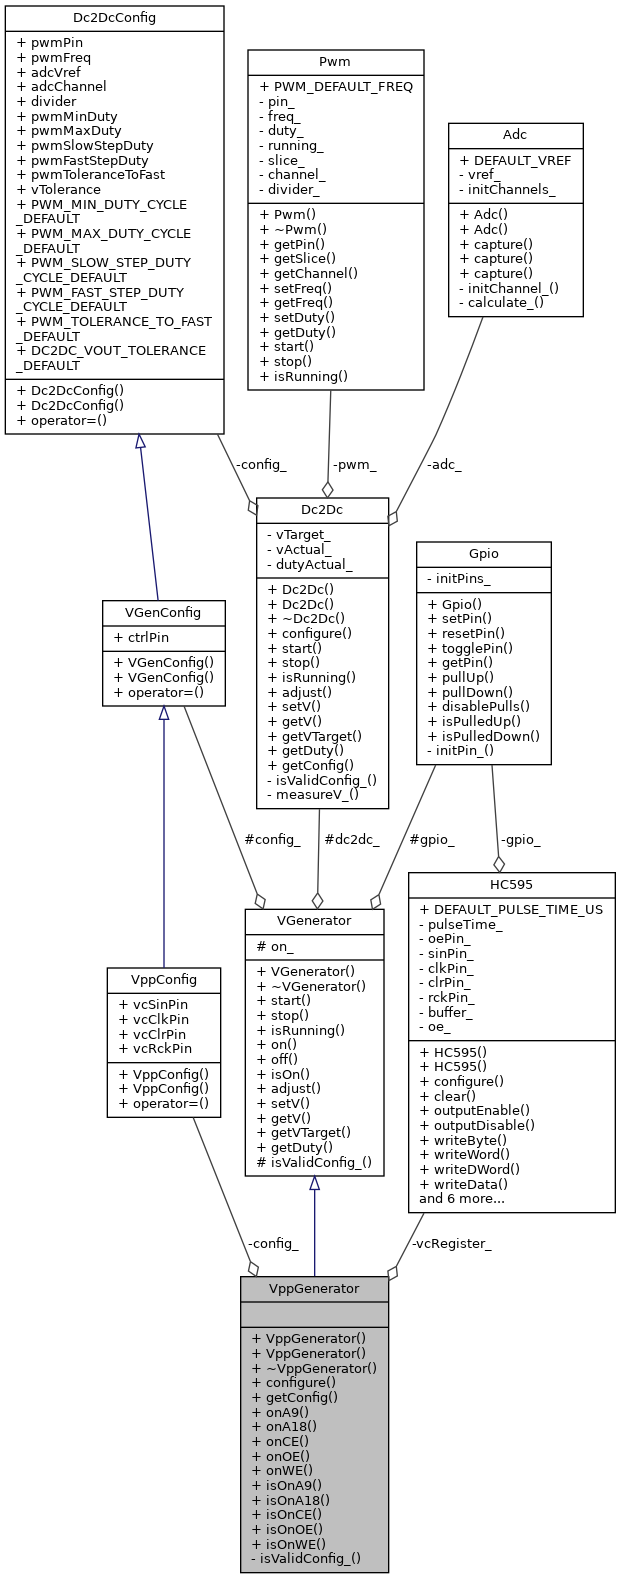 Dc2DcConfig
+ pwmPin
+ pwmFreq
+ adcVref
+ adcChannel
+ divider
+ pwmMinDuty
+ pwmMaxDuty
+ pwmSlowStepDuty
+ pwmFastStepDuty
+ pwmToleranceToFast
+ vTolerance
+ PWM_MIN_DUTY_CYCLE
_DEFAULT
+ PWM_MAX_DUTY_CYCLE
_DEFAULT
+ PWM_SLOW_STEP_DUTY
_CYCLE_DEFAULT
+ PWM_FAST_STEP_DUTY
_CYCLE_DEFAULT
+ PWM_TOLERANCE_TO_FAST
_DEFAULT
+ DC2DC_VOUT_TOLERANCE
_DEFAULT
+ Dc2DcConfig()
+ Dc2DcConfig()
+ operator=()
Pwm
+ PWM_DEFAULT_FREQ
- pin_
- freq_
- duty_
- running_
- slice_
- channel_
- divider_
+ Pwm()
+ ~Pwm()
+ getPin()
+ getSlice()
+ getChannel()
+ setFreq()
+ getFreq()
+ setDuty()
+ getDuty()
+ start()
+ stop()
+ isRunning()
Adc
+ DEFAULT_VREF
- vref_
- initChannels_
+ Adc()
+ Adc()
+ capture()
+ capture()
+ capture()
- initChannel_()
- calculate_()
-config_
-pwm_
-adc_
Dc2Dc
- vTarget_
- vActual_
- dutyActual_
+ Dc2Dc()
+ Dc2Dc()
+ ~Dc2Dc()
+ configure()
+ start()
+ stop()
+ isRunning()
+ adjust()
+ setV()
+ getV()
+ getVTarget()
+ getDuty()
+ getConfig()
- isValidConfig_()
- measureV_()
Gpio
- initPins_
+ Gpio()
+ setPin()
+ resetPin()
+ togglePin()
+ getPin()
+ pullUp()
+ pullDown()
+ disablePulls()
+ isPulledUp()
+ isPulledDown()
- initPin_()
VGenConfig
+ ctrlPin
+ VGenConfig()
+ VGenConfig()
+ operator=()
#config_
#dc2dc_
#gpio_
-gpio_
HC595
+ DEFAULT_PULSE_TIME_US
- pulseTime_
- oePin_
- sinPin_
- clkPin_
- clrPin_
- rckPin_
- buffer_
- oe_
+ HC595()
+ HC595()
+ configure()
+ clear()
+ outputEnable()
+ outputDisable()
+ writeByte()
+ writeWord()
+ writeDWord()
+ writeData()
and 6 more...
VGenerator
# on_
+ VGenerator()
+ ~VGenerator()
+ start()
+ stop()
+ isRunning()
+ on()
+ off()
+ isOn()
+ adjust()
+ setV()
+ getV()
+ getVTarget()
+ getDuty()
# isValidConfig_()
VppConfig
+ vcSinPin
+ vcClkPin
+ vcClrPin
+ vcRckPin
+ VppConfig()
+ VppConfig()
+ operator=()
-config_
-vcRegister_
VppGenerator
+ VppGenerator()
+ VppGenerator()
+ ~VppGenerator()
+ configure()
+ getConfig()
+ onA9()
+ onA18()
+ onCE()
+ onOE()
+ onWE()
+ isOnA9()
+ isOnA18()
+ isOnCE()
+ isOnOE()
+ isOnWE()
- isValidConfig_()